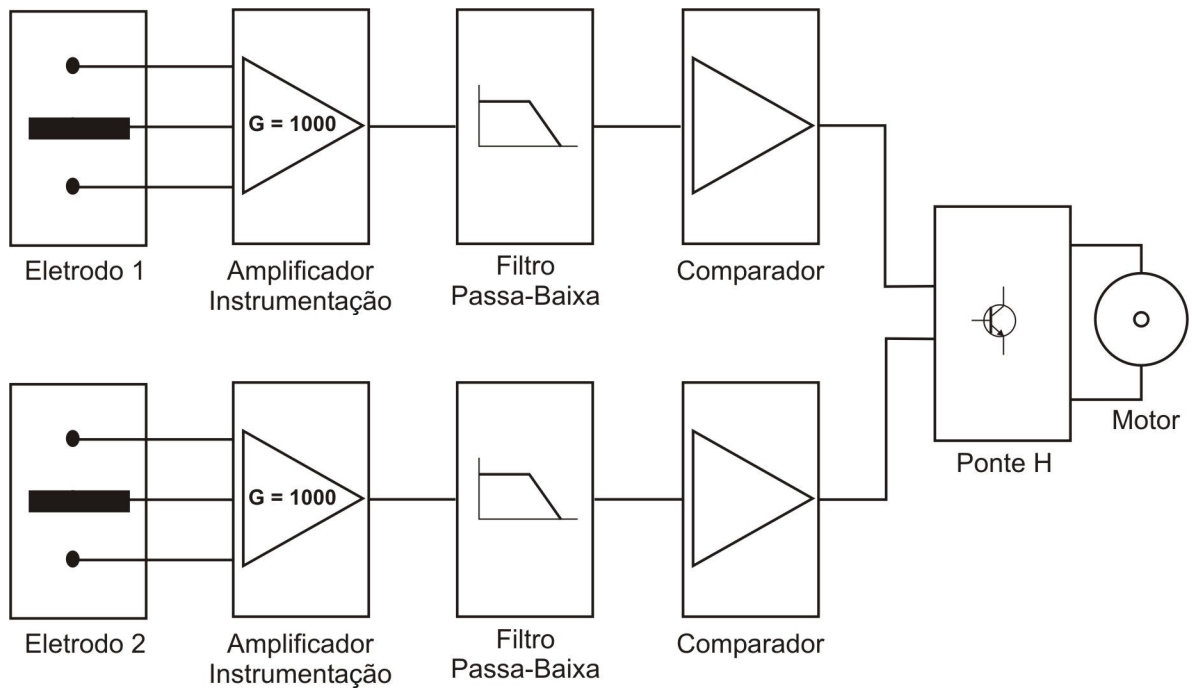 G = 1000
Eletrodo 1
Amplificador
Instrumentação
Filtro
Passa-Baixa
Comparador
Ponte H
Motor
G = 1000
Eletrodo 2
Amplificador
Instrumentação
Filtro
Passa-Baixa
Comparador